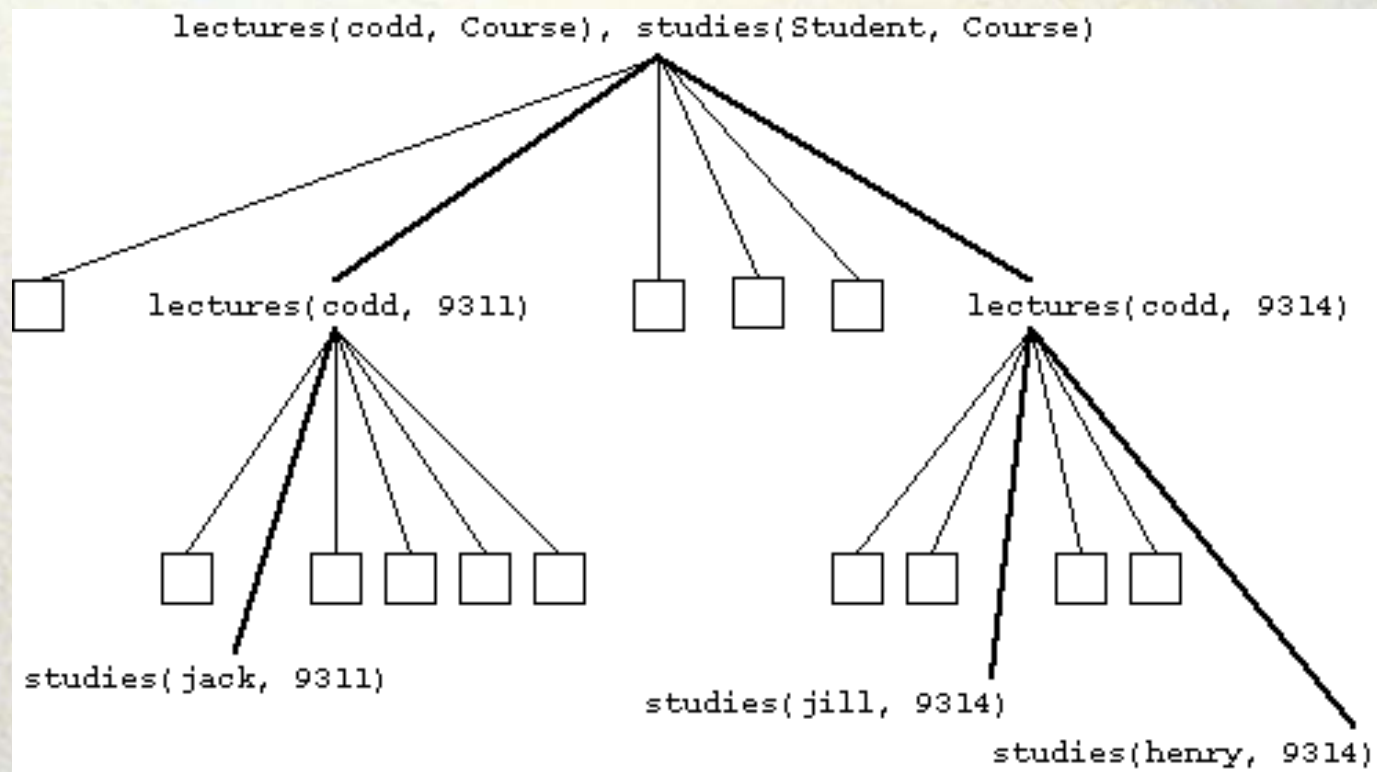 lectures(codd, Course), studies(Student, Course)
lectures(codd, 9311)
lectures(codd, 9314)
studies(jack, 9311)
studies(jill, 9314)
studies(henry, 9314)